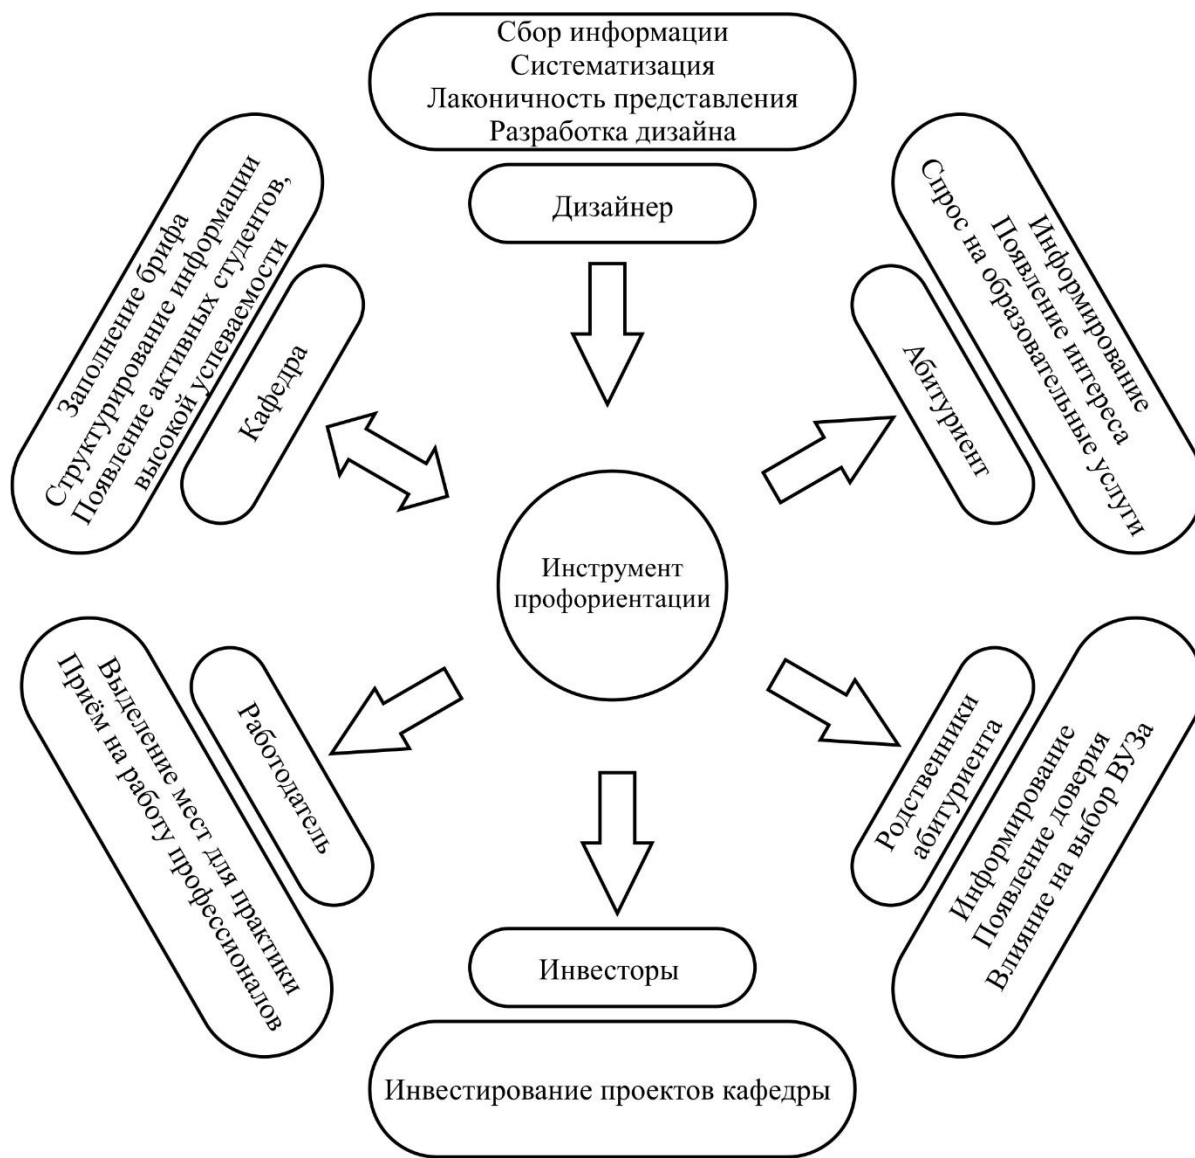 Сбор информации
Систематизация
Лаконичность представления
Разработка дизайна
Дизайнер
Заполнение брифа
Структурирование информации
Появление активных студентов,
высокой успеваемости
Кафедра
Информирование
Появление интереса
Спрос на образовательные услуги
Абитуриент
Инструмент
профориентации
Работодатель
Выделение мест для практики
Приём на работу профессионалов
Родственники
абитуриента
Информирование
Появление доверия
Влияние на выбор ВУЗа
Инвесторы
Инвестирование проектов кафедры